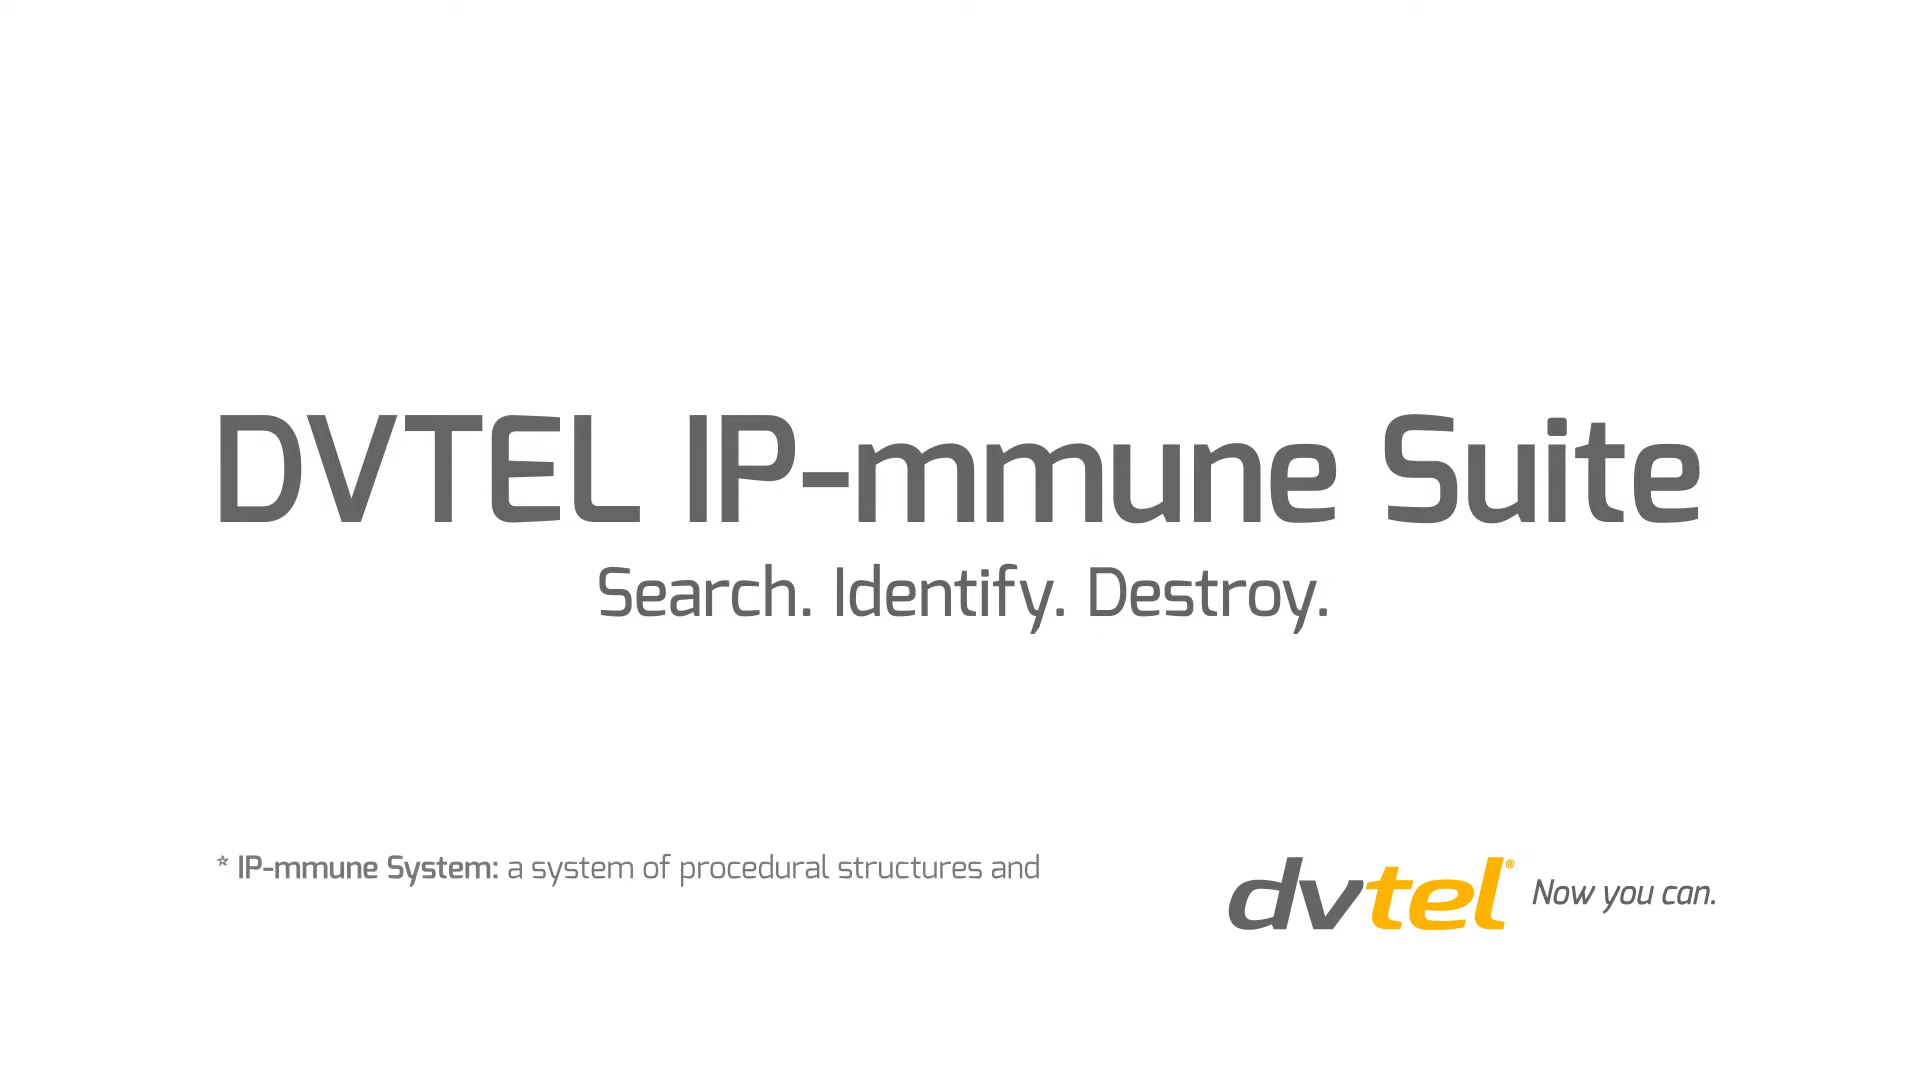 DVTEL IP-mmune Suite
Search. Identify. Destroy.
* IP-mmune System: a system of procedural structures and
dvtel® Now you can.